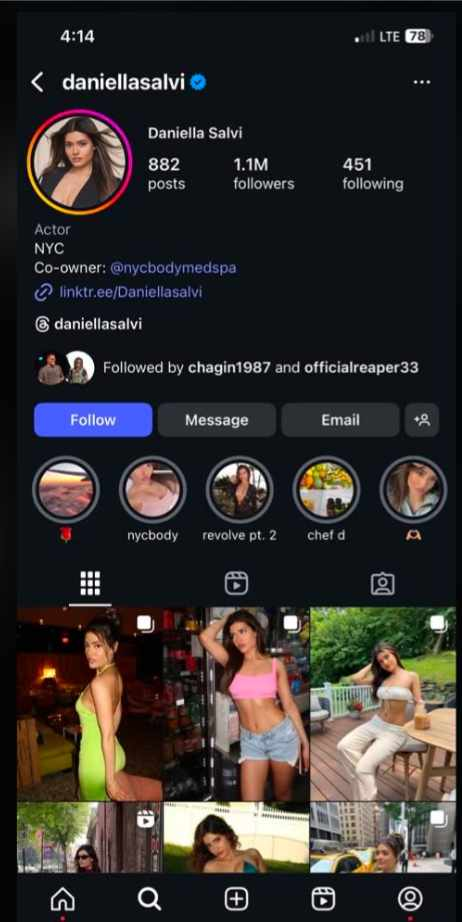 4:14
LTE 78
daniellasalvi
Daniella Salvi
882 1.1M 451
posts followers following
Actor
NYC
Co-owner: @nycbodymedspa
linktr.ee/Daniellasalvi
daniellasalvi
Followed by chagin1987 and officialreaper33
Follow Message Email
nycbody revolve pt. 2 chef d